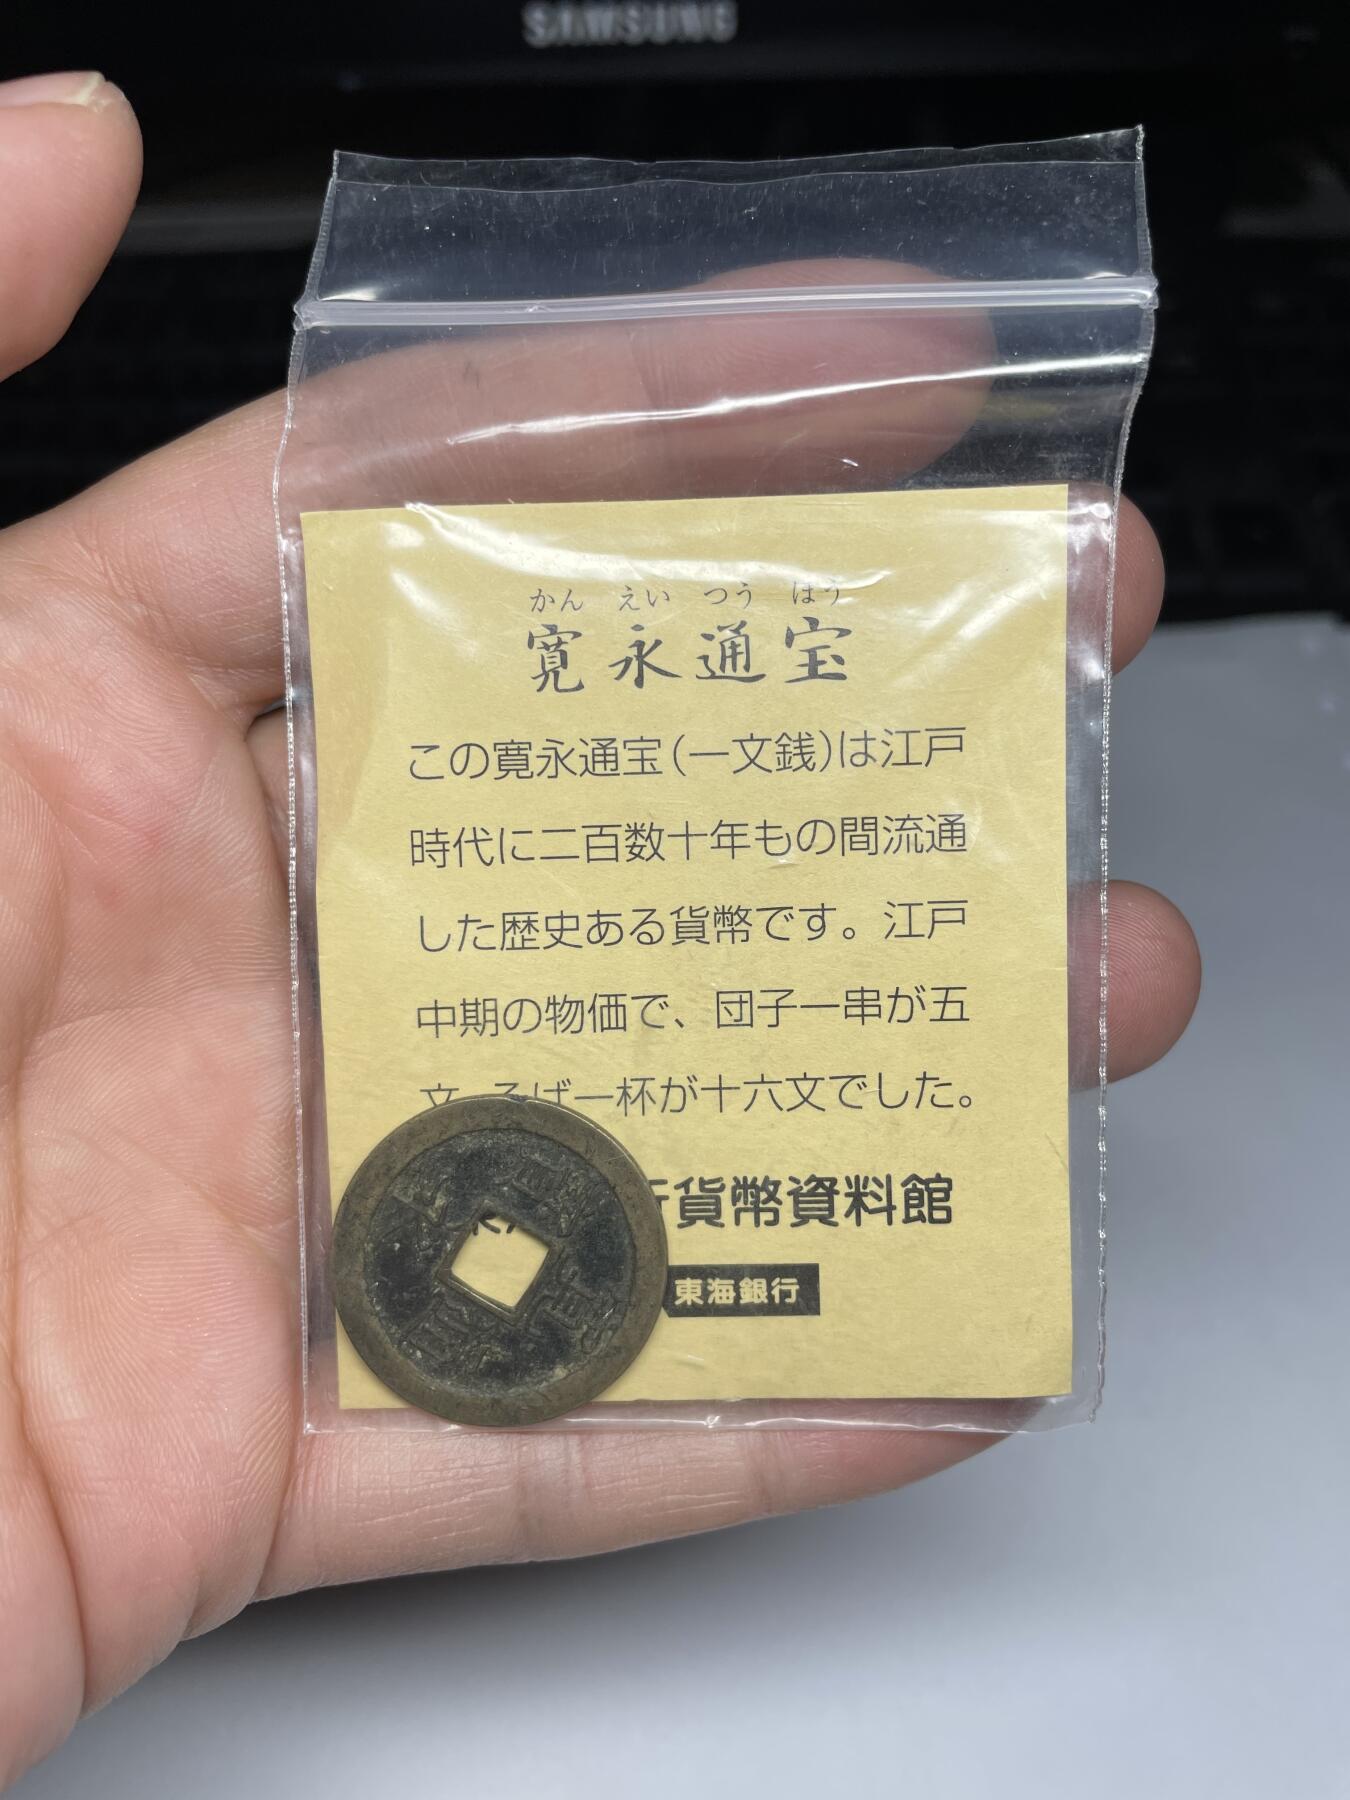 SAMSUNG
かん えい つう ほう
寛永通宝
この寛永通宝(一文銭)は江戸
時代に二百数十年もの間流通
した歴史ある貨幣です。江戸
中期の物価で、団子一串が五
文 そば一杯が十六文でした。
貨幣資料館
東海銀行